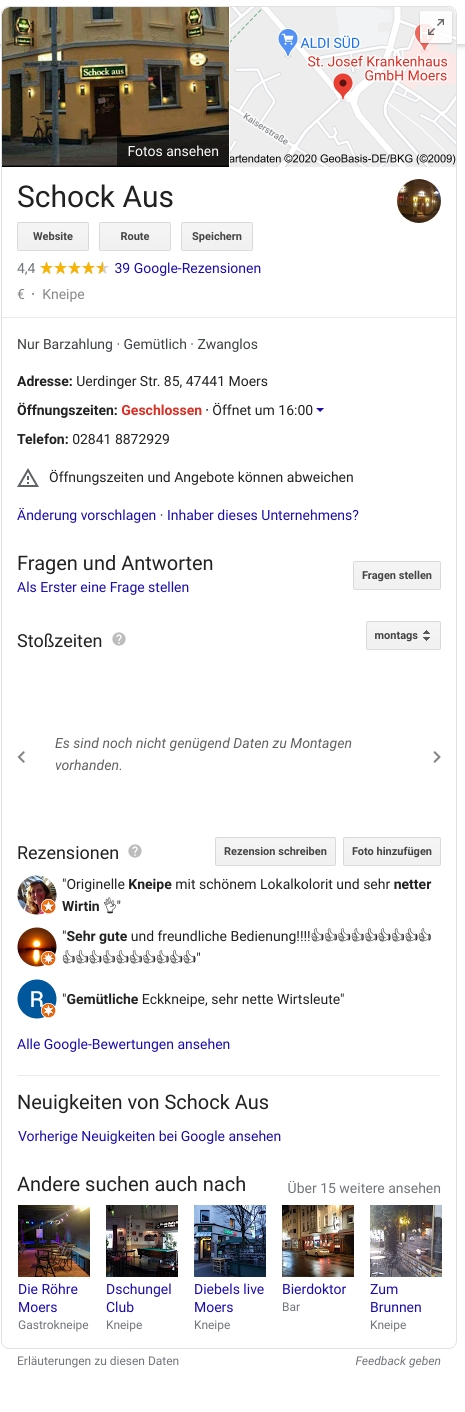 Schock aus
Fotos ansehen
ALDI SÜD
St. Josef Krankenhaus
GmbH Moers
Kaiserstraße
artendaten ©2020 GeoBasis-DE/BKG (©2009)
Schock Aus
Website Route Speichern
4,4 39 Google-Rezensionen
€ · Kneipe
Nur Barzahlung · Gemütlich · Zwanglos
Adresse: Uerdinger Str. 85, 47441 Moers
Öffnungszeiten: Geschlossen · Öffnet um 16:00
Telefon: 02841 8872929
Öffnungszeiten und Angebote können abweichen
Änderung vorschlagen · Inhaber dieses Unternehmens?
Fragen und Antworten
Als Erster eine Frage stellen
Fragen stellen
Stoßzeiten ?
montags
Es sind noch nicht genügend Daten zu Montagen
vorhanden.
Rezensionen ? Rezension schreiben Foto hinzufügen
"Originelle Kneipe mit schönem Lokalkolorit und sehr netter
Wirtin 👌"
"Sehr gute und freundliche Bedienung!!!!👍👍👍👍👍👍👍👍👍
👍👍👍👍👍👍👍👍👍👍"
R
"Gemütliche Eckkneipe, sehr nette Wirtsleute"
Alle Google-Bewertungen ansehen
Neuigkeiten von Schock Aus
Vorherige Neuigkeiten bei Google ansehen
Andere suchen auch nach Über 15 weitere ansehen
Die Röhre
Moers
Gastrokneipe
Dschungel
Club
Kneipe
Diebels live
Moers
Kneipe
Bierdoktor
Bar
Zum
Brunnen
Kneipe
Erläuterungen zu diesen Daten Feedback geben